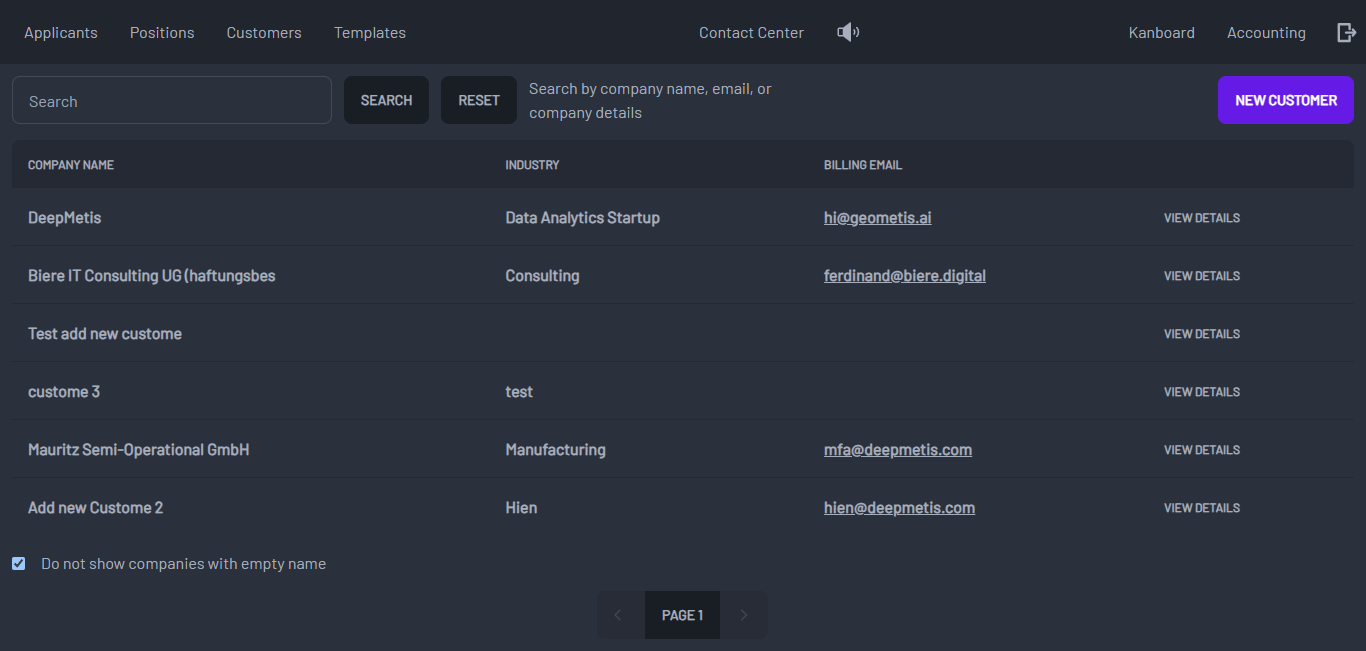 Applicants Positions Customers Templates Contact Center Kanboard Accounting
Search SEARCH RESET Search by company name, email, or
company details
NEW CUSTOMER
COMPANY NAME INDUSTRY BILLING EMAIL
DeepMetis Data Analytics Startup hi@geometis.ai VIEW DETAILS
Biere IT Consulting UG (haftungsbes Consulting ferdinand@biere.digital VIEW DETAILS
Test add new custome VIEW DETAILS
custome 3 test VIEW DETAILS
Mauritz Semi-Operational GmbH Manufacturing mfa@deepmetis.com VIEW DETAILS
Add new Custome 2 Hien hien@deepmetis.com VIEW DETAILS
Do not show companies with empty name
PAGE 1